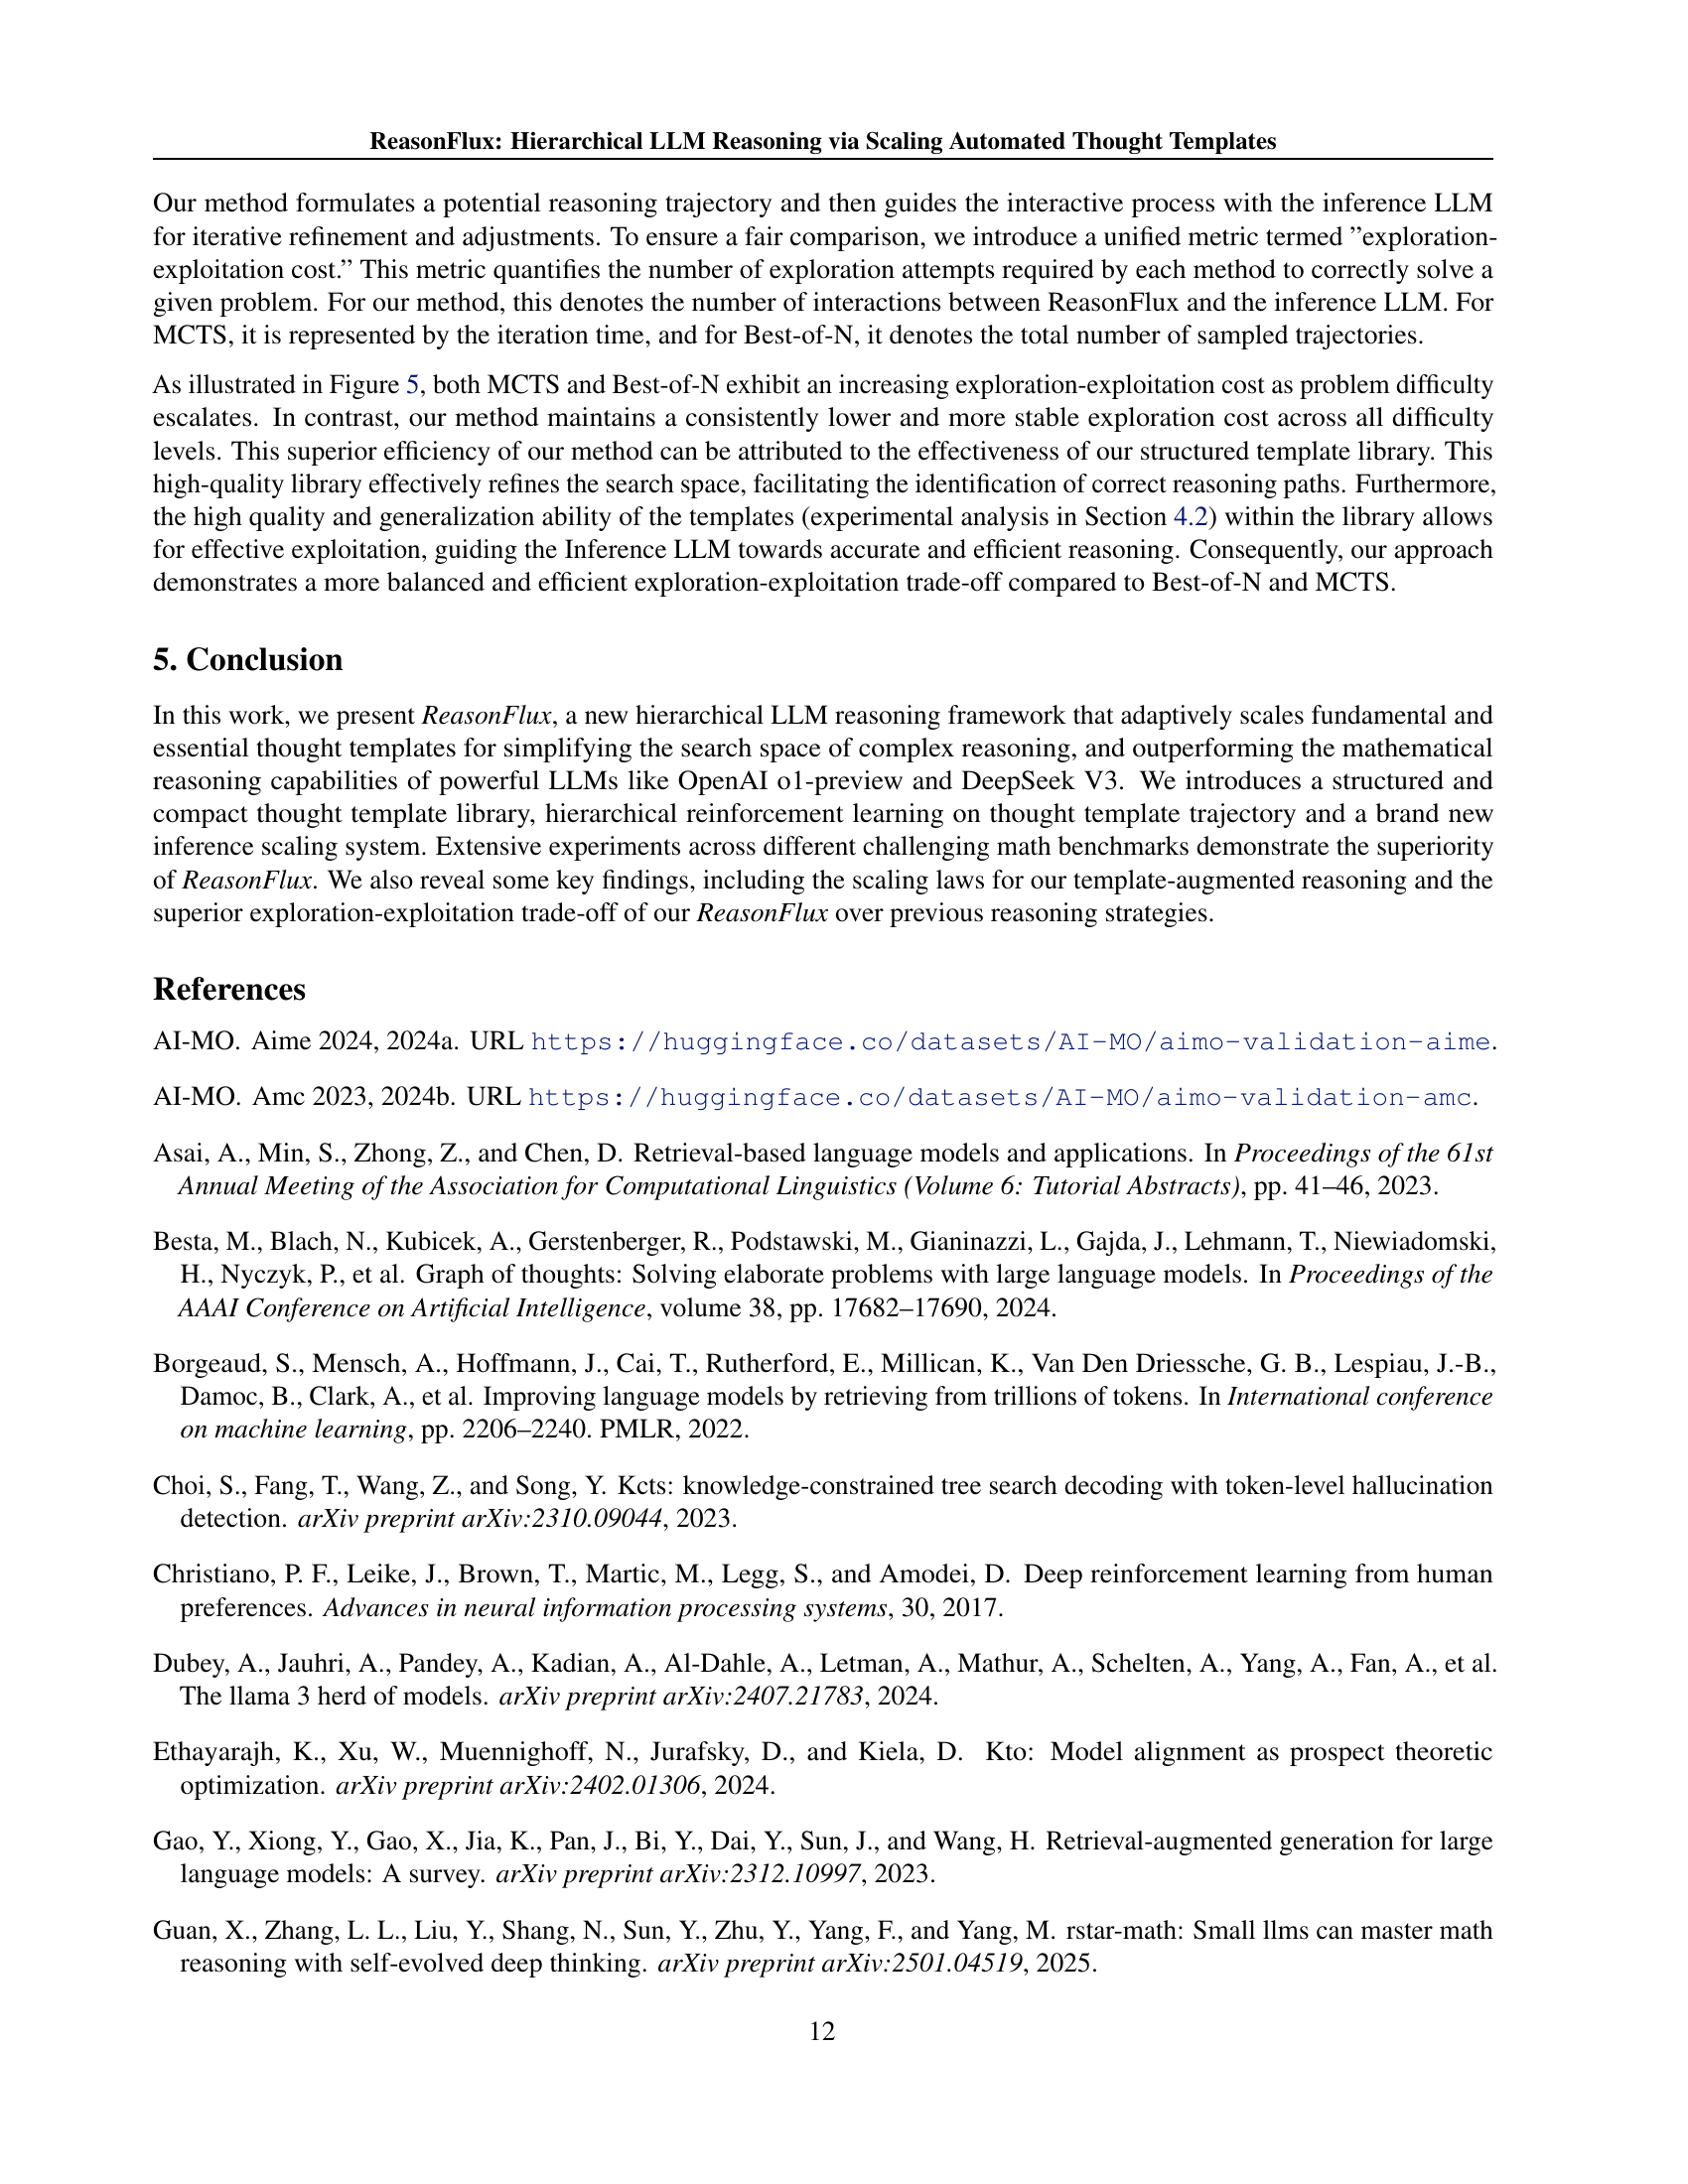 ReasonFlux: Hierarchical LLM Reasoning via Scaling Automated Thought Templates
Our method formulates a potential reasoning trajectory and then guides the interactive process with the inference LLM
for iterative refinement and adjustments. To ensure a fair comparison, we introduce a unified metric termed ”exploration-
exploitation cost.” This metric quantifies the number of exploration attempts required by each method to correctly solve a
given problem. For our method, this denotes the number of interactions between ReasonFlux and the inference LLM. For
MCTS, it is represented by the iteration time, and for Best-of-N, it denotes the total number of sampled trajectories.
As illustrated in Figure 5, both MCTS and Best-of-N exhibit an increasing exploration-exploitation cost as problem difficulty
escalates. In contrast, our method maintains a consistently lower and more stable exploration cost across all difficulty
levels. This superior efficiency of our method can be attributed to the effectiveness of our structured template library. This
high-quality library effectively refines the search space, facilitating the identification of correct reasoning paths. Furthermore,
the high quality and generalization ability of the templates (experimental analysis in Section 4.2) within the library allows
for effective exploitation, guiding the Inference LLM towards accurate and efficient reasoning. Consequently, our approach
demonstrates a more balanced and efficient exploration-exploitation trade-off compared to Best-of-N and MCTS.
5. Conclusion
In this work, we present ReasonFlux, a new hierarchical LLM reasoning framework that adaptively scales fundamental and
essential thought templates for simplifying the search space of complex reasoning, and outperforming the mathematical
reasoning capabilities of powerful LLMs like OpenAI o1-preview and DeepSeek V3. We introduces a structured and
compact thought template library, hierarchical reinforcement learning on thought template trajectory and a brand new
inference scaling system. Extensive experiments across different challenging math benchmarks demonstrate the superiority
of ReasonFlux. We also reveal some key findings, including the scaling laws for our template-augmented reasoning and the
superior exploration-exploitation trade-off of our ReasonFlux over previous reasoning strategies.
References
AI-MO. Aime 2024, 2024a. URL https://huggingface.co/datasets/AI-MO/aimo-validation-aime.
AI-MO. Amc 2023, 2024b. URL https://huggingface.co/datasets/AI-MO/aimo-validation-amc.
Asai, A., Min, S., Zhong, Z., and Chen, D. Retrieval-based language models and applications. In Proceedings of the 61st
Annual Meeting of the Association for Computational Linguistics (Volume 6: Tutorial Abstracts), pp. 41–46, 2023.
Besta, M., Blach, N., Kubicek, A., Gerstenberger, R., Podstawski, M., Gianinazzi, L., Gajda, J., Lehmann, T., Niewiadomski,
H., Nyczyk, P., et al. Graph of thoughts: Solving elaborate problems with large language models. In Proceedings of the
AAAI Conference on Artificial Intelligence, volume 38, pp. 17682–17690, 2024.
Borgeaud, S., Mensch, A., Hoffmann, J., Cai, T., Rutherford, E., Millican, K., Van Den Driessche, G. B., Lespiau, J.-B.,
Damoc, B., Clark, A., et al. Improving language models by retrieving from trillions of tokens. In International conference
on machine learning, pp. 2206–2240. PMLR, 2022.
Choi, S., Fang, T., Wang, Z., and Song, Y. Kcts: knowledge-constrained tree search decoding with token-level hallucination
detection. arXiv preprint arXiv:2310.09044, 2023.
Christiano, P. F., Leike, J., Brown, T., Martic, M., Legg, S., and Amodei, D. Deep reinforcement learning from human
preferences. Advances in neural information processing systems, 30, 2017.
Dubey, A., Jauhri, A., Pandey, A., Kadian, A., Al-Dahle, A., Letman, A., Mathur, A., Schelten, A., Yang, A., Fan, A., et al.
The llama 3 herd of models. arXiv preprint arXiv:2407.21783, 2024.
Ethayarajh, K., Xu, W., Muennighoff, N., Jurafsky, D., and Kiela, D. Kto: Model alignment as prospect theoretic
optimization. arXiv preprint arXiv:2402.01306, 2024.
Gao, Y., Xiong, Y., Gao, X., Jia, K., Pan, J., Bi, Y., Dai, Y., Sun, J., and Wang, H. Retrieval-augmented generation for large
language models: A survey. arXiv preprint arXiv:2312.10997, 2023.
Guan, X., Zhang, L. L., Liu, Y., Shang, N., Sun, Y., Zhu, Y., Yang, F., and Yang, M. rstar-math: Small llms can master math
reasoning with self-evolved deep thinking. arXiv preprint arXiv:2501.04519, 2025.
12